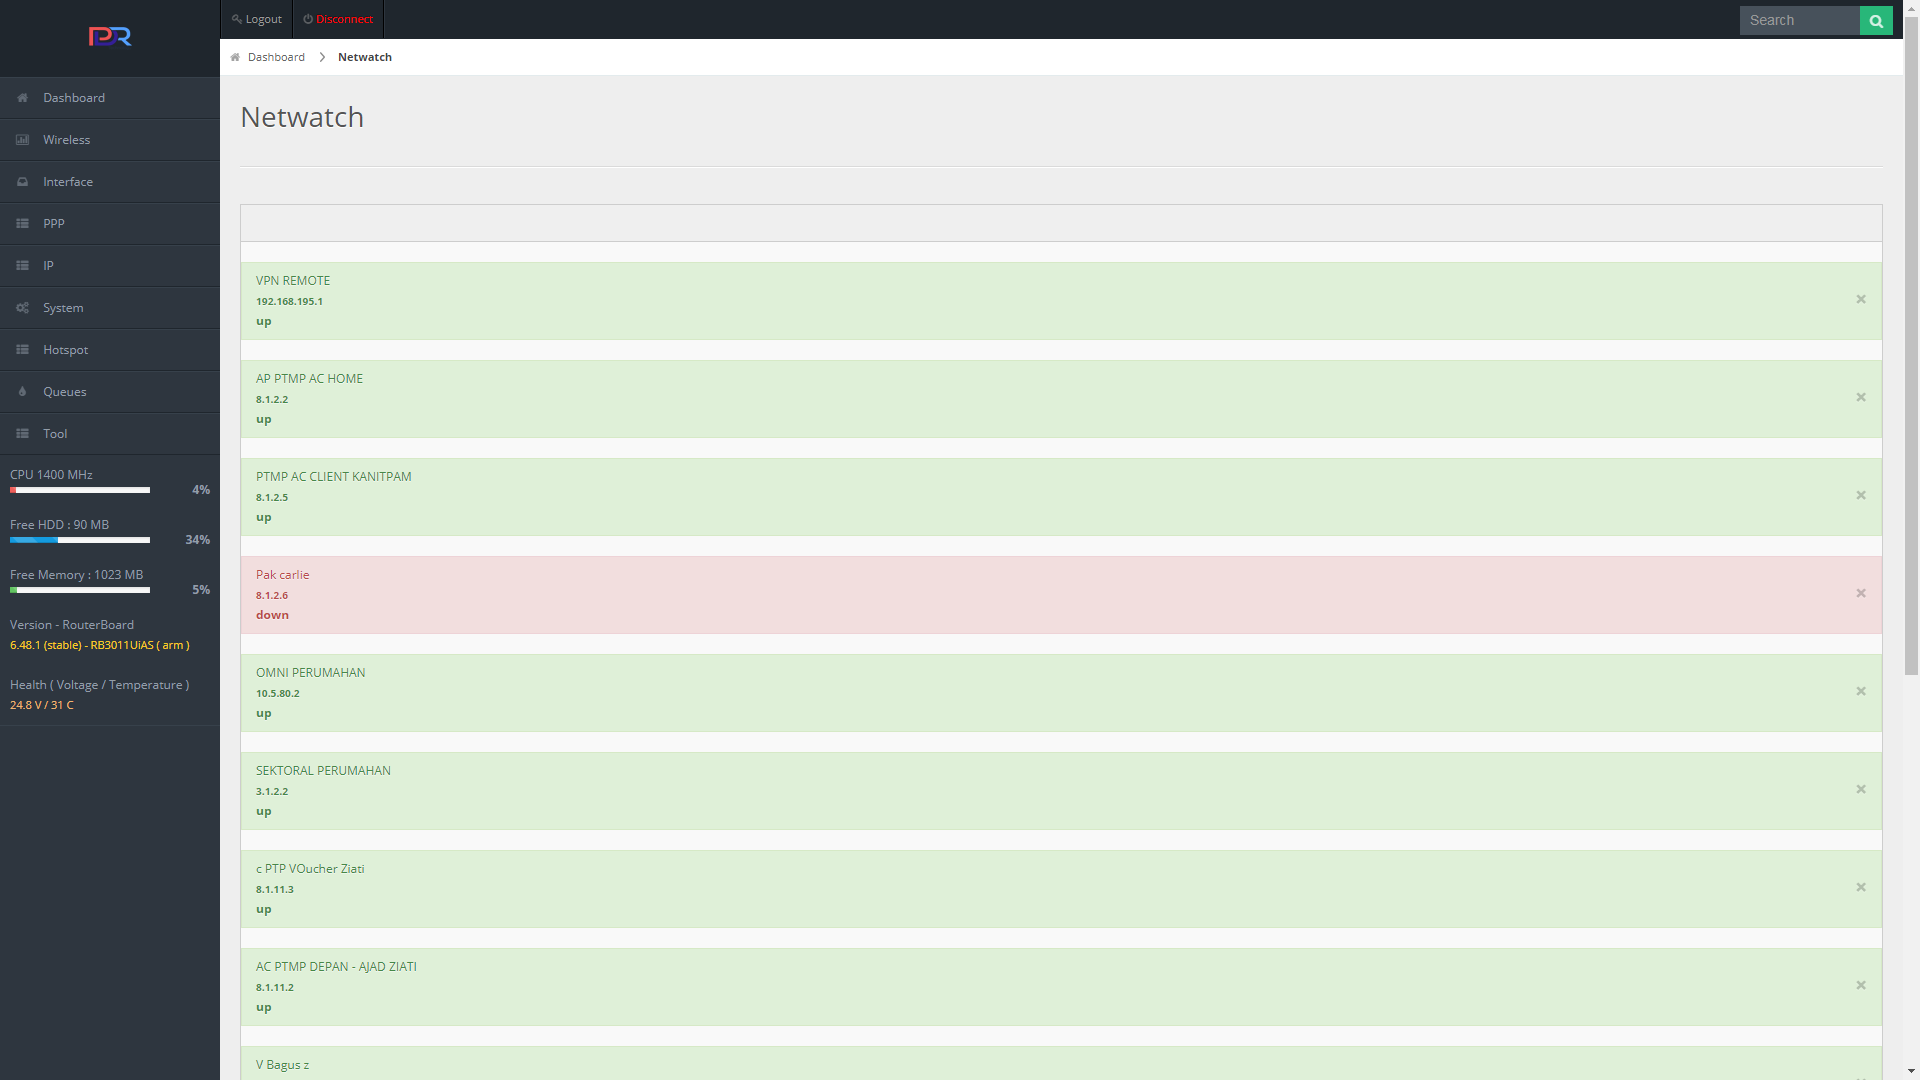 PDR
Dashboard
Wireless
Interface
PPP
IP
System
Hotspot
Queues
Tool
CPU 1400 MHz
4%
Free HDD : 90 MB
34%
Free Memory : 1023 MB
5%
Version - RouterBoard
6.48.1 (stable) - RB3011UiAS ( arm )
Health ( Voltage / Temperature )
24.8 V / 31 C
Logout
Disconnect
Search
Dashboard
Netwatch
Netwatch
VPN REMOTE
192.168.195.1
up
AP PTMP AC HOME
8.1.2.2
up
PTMP AC CLIENT KANITPAM
8.1.2.5
up
Pak carlie
8.1.2.6
down
OMNI PERUMAHAN
10.5.80.2
up
SEKTORAL PERUMAHAN
3.1.2.2
up
c PTP VOucher Ziati
8.1.11.3
up
AC PTMP DEPAN - AJAD ZIATI
8.1.11.2
up
V Bagus z